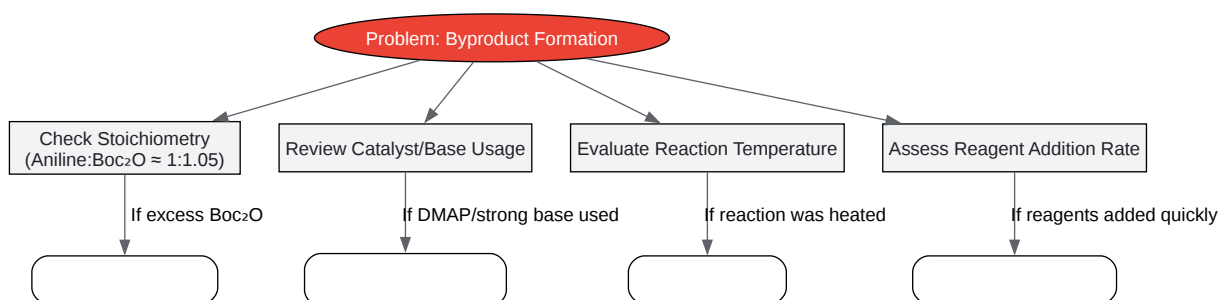 Problem: Byproduct Formation
Check Stoichiometry
(Aniline:Boc₂O ≈ 1:1.05)
Review Catalyst/Base Usage
Evaluate Reaction Temperature
Assess Reagent Addition Rate
If excess Boc₂O
If DMAP/strong base used
If reaction was heated
If reagents added quickly